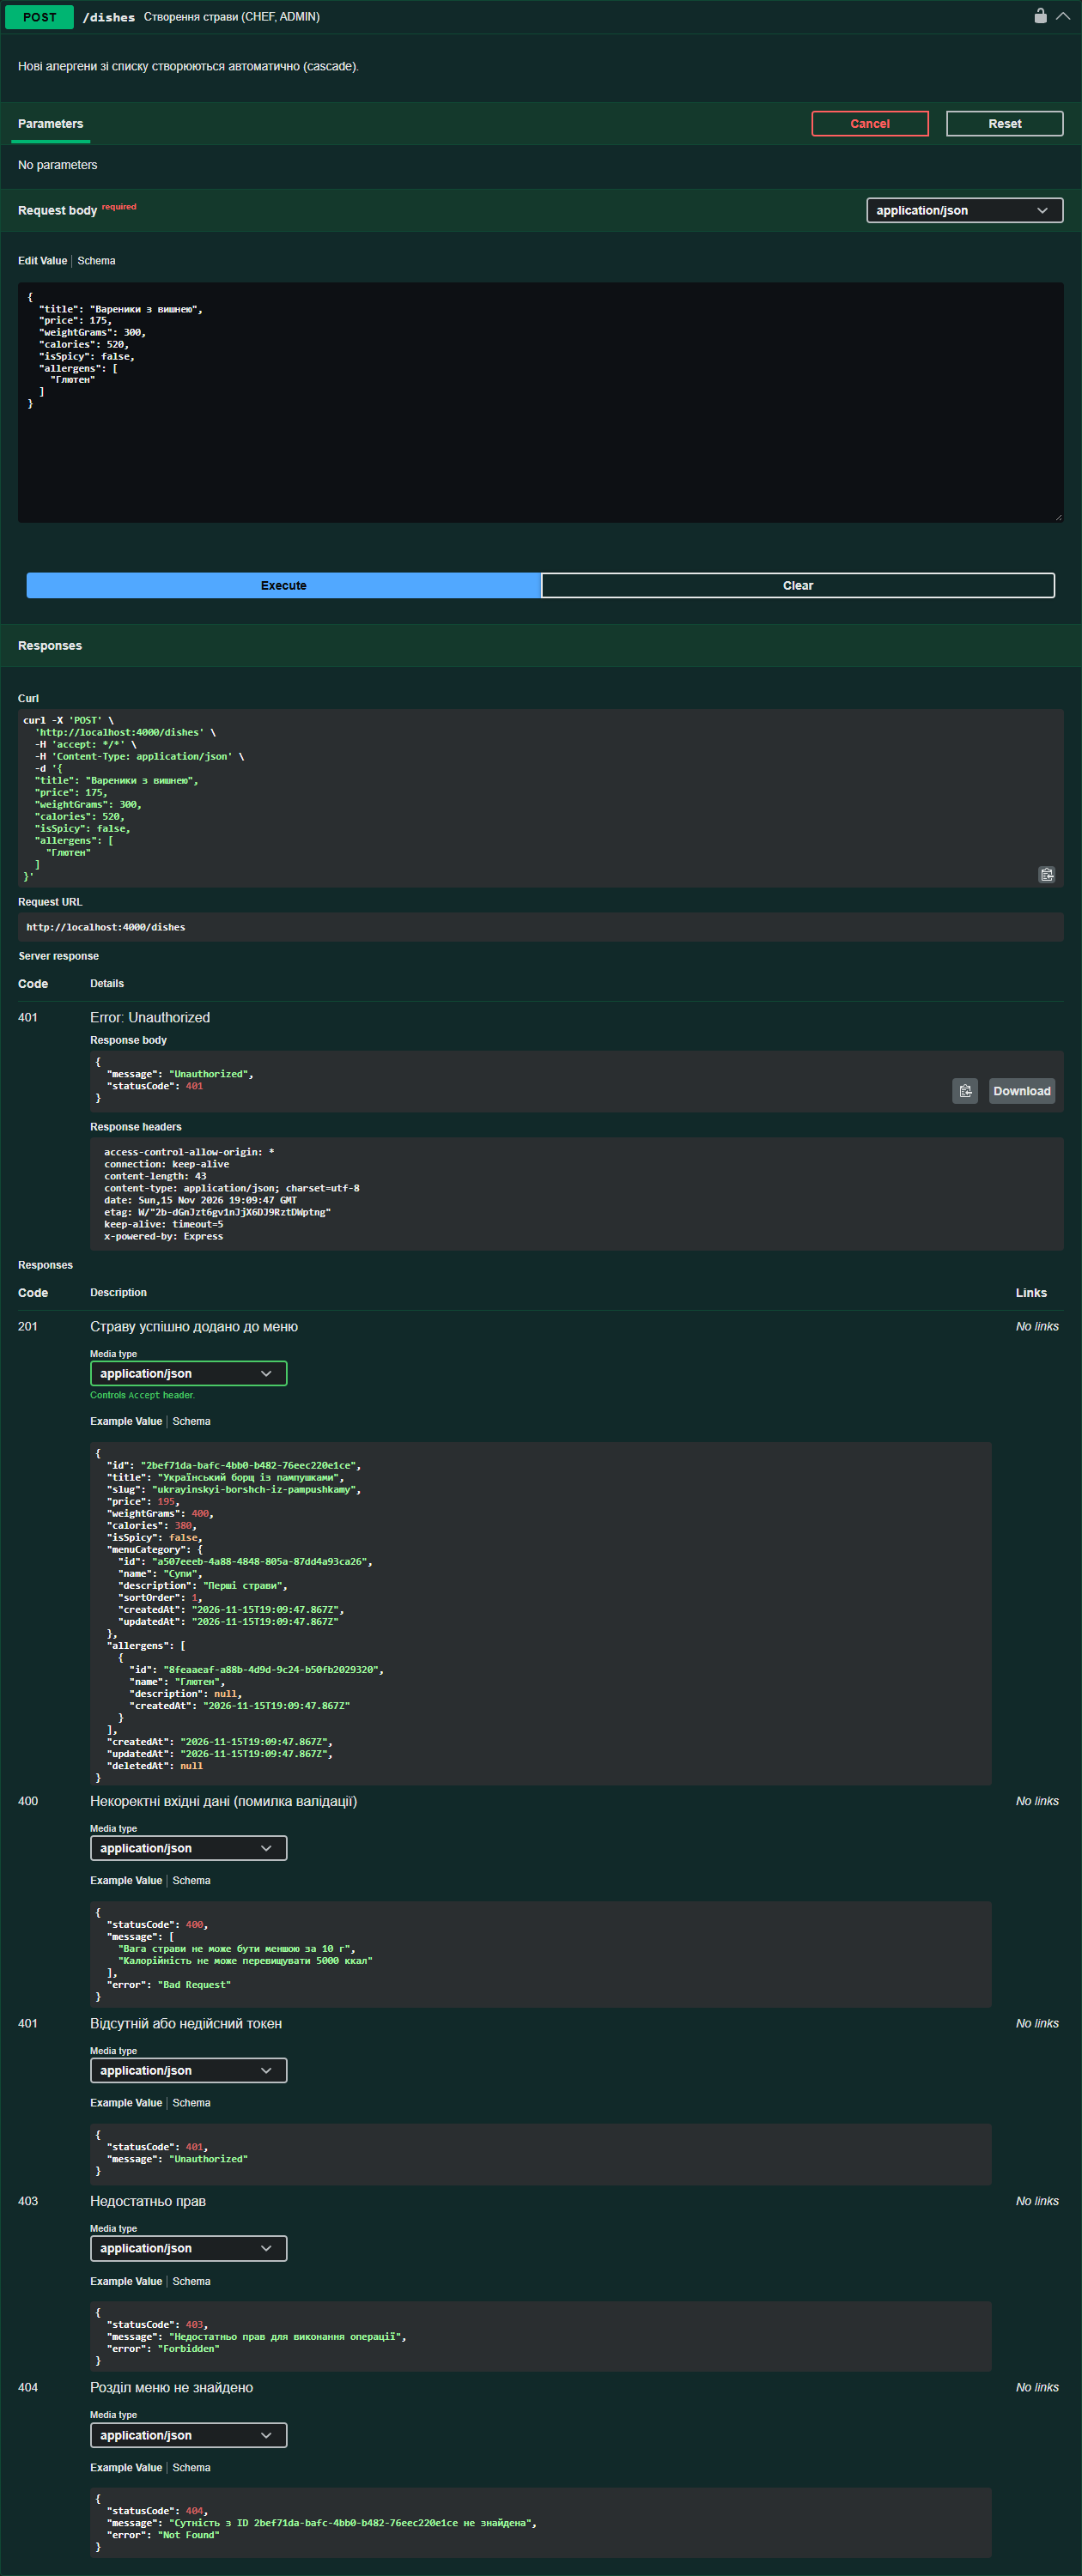 POST /dishes Створення страви (CHEF, ADMIN)
Нові алергени зі списку створюються автоматично (cascade).
Parameters Cancel Reset
No parameters
Request body required application/json
Edit Value | Schema
{
"title": "Вареники з вишнею",
"price": 175,
"weightGrams": 300,
"calories": 520,
"isSpicy": false,
"allergens": [
"Глютен"
]
}
Execute Clear
Responses
Curl
curl -X 'POST' \
'http://localhost:4000/dishes' \
-H 'accept: */*' \
-H 'Content-Type: application/json' \
-d '{
"title": "Вареники з вишнею",
"price": 175,
"weightGrams": 300,
"calories": 520,
"isSpicy": false,
"allergens": [
"Глютен"
]
}'
Request URL
http://localhost:4000/dishes
Server response
Code Details
401 Error: Unauthorized
Response body
{
"message": "Unauthorized",
"statusCode": 401
}
Download
Response headers
access-control-allow-origin: *
connection: keep-alive
content-length: 43
content-type: application/json; charset=utf-8
date: Sun,15 Nov 2026 19:09:47 GMT
etag: W/"2b-dGnJzt6gv1nJjX6DJ9RztDWptng"
keep-alive: timeout=5
x-powered-by: Express
Responses
Code Description Links
201 Страву успішно додано до меню No links
Media type
application/json
Controls Accept header.
Example Value | Schema
{
"id": "2bef71da-bafc-4bb0-b482-76eec220e1ce",
"title": "Український борщ із пампушками",
"slug": "ukrayinskyi-borshch-iz-pampushkamy",
"price": 195,
"weightGrams": 400,
"calories": 380,
"isSpicy": false,
"menuCategory": {
"id": "a507eeeb-4a88-4848-805a-87dd4a93ca26",
"name": "Супи",
"description": "Перші страви",
"sortOrder": 1,
"createdAt": "2026-11-15T19:09:47.867Z",
"updatedAt": "2026-11-15T19:09:47.867Z"
},
"allergens": [
{
"id": "8feaaeaf-a88b-4d9d-9c24-b50fb2029320",
"name": "Глютен",
"description": null,
"createdAt": "2026-11-15T19:09:47.867Z"
}
],
"createdAt": "2026-11-15T19:09:47.867Z",
"updatedAt": "2026-11-15T19:09:47.867Z",
"deletedAt": null
}
400 Некоректні вхідні дані (помилка валідації) No links
Media type
application/json
Example Value | Schema
{
"statusCode": 400,
"message": [
"Вага страви не може бути меншою за 10 г",
"Калорійність не може перевищувати 5000 ккал"
],
"error": "Bad Request"
}
401 Відсутній або недійсний токен No links
Media type
application/json
Example Value | Schema
{
"statusCode": 401,
"message": "Unauthorized"
}
403 Недостатньо прав No links
Media type
application/json
Example Value | Schema
{
"statusCode": 403,
"message": "Недостатньо прав для виконання операції",
"error": "Forbidden"
}
404 Розділ меню не знайдено No links
Media type
application/json
Example Value | Schema
{
"statusCode": 404,
"message": "Сутність з ID 2bef71da-bafc-4bb0-b482-76eec220e1ce не знайдена",
"error": "Not Found"
}